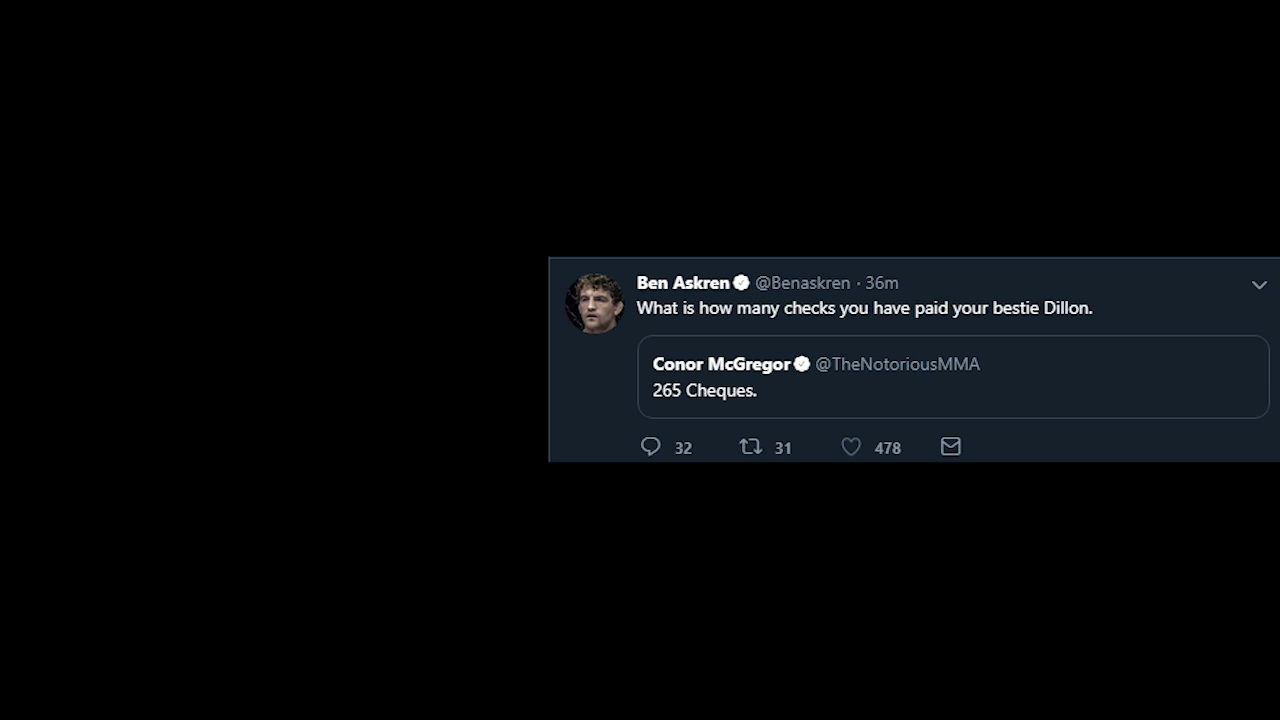 Ben Askren @Benaskren · 36m
What is how many checks you have paid your bestie Dillon.
Conor McGregor @TheNotoriousMMA
265 Cheques.
32 31 478